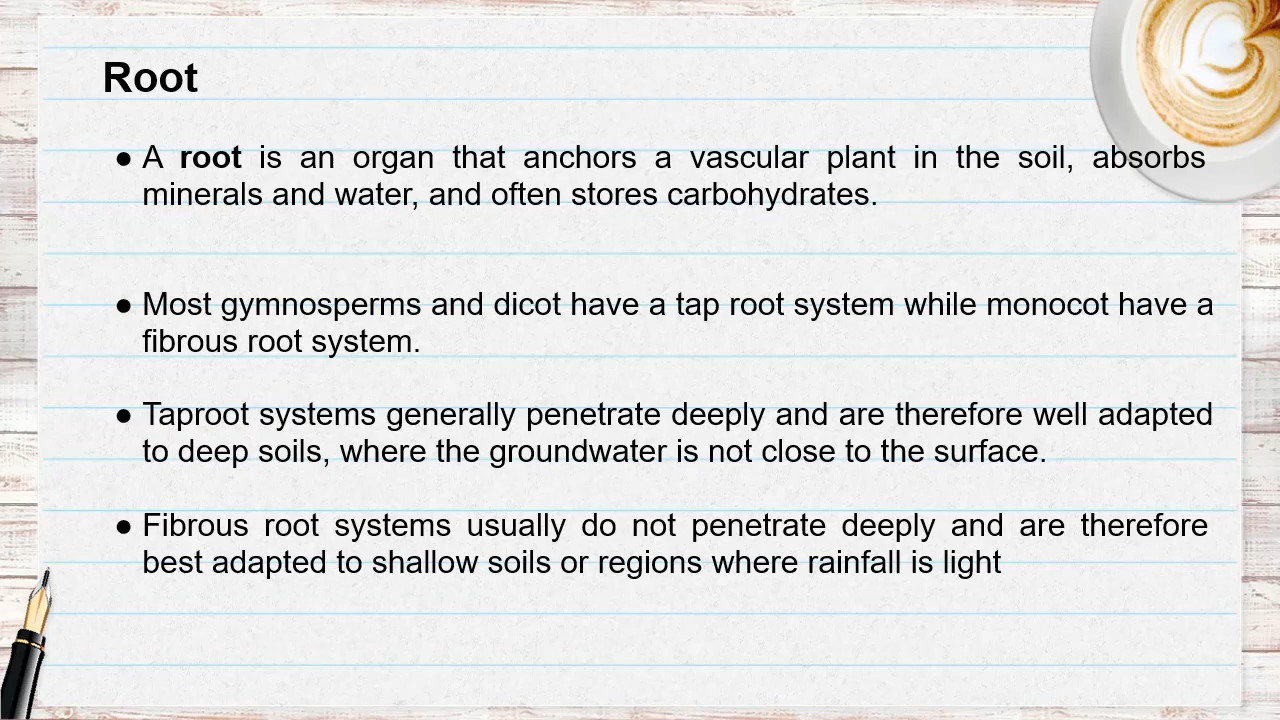 Root
● A root is an organ that anchors a vascular plant in the soil, absorbs
minerals and water, and often stores carbohydrates.
● Most gymnosperms and dicot have a tap root system while monocot have a
fibrous root system.
● Taproot systems generally penetrate deeply and are therefore well adapted
to deep soils, where the groundwater is not close to the surface.
● Fibrous root systems usually do not penetrate deeply and are therefore
best adapted to shallow soils or regions where rainfall is light